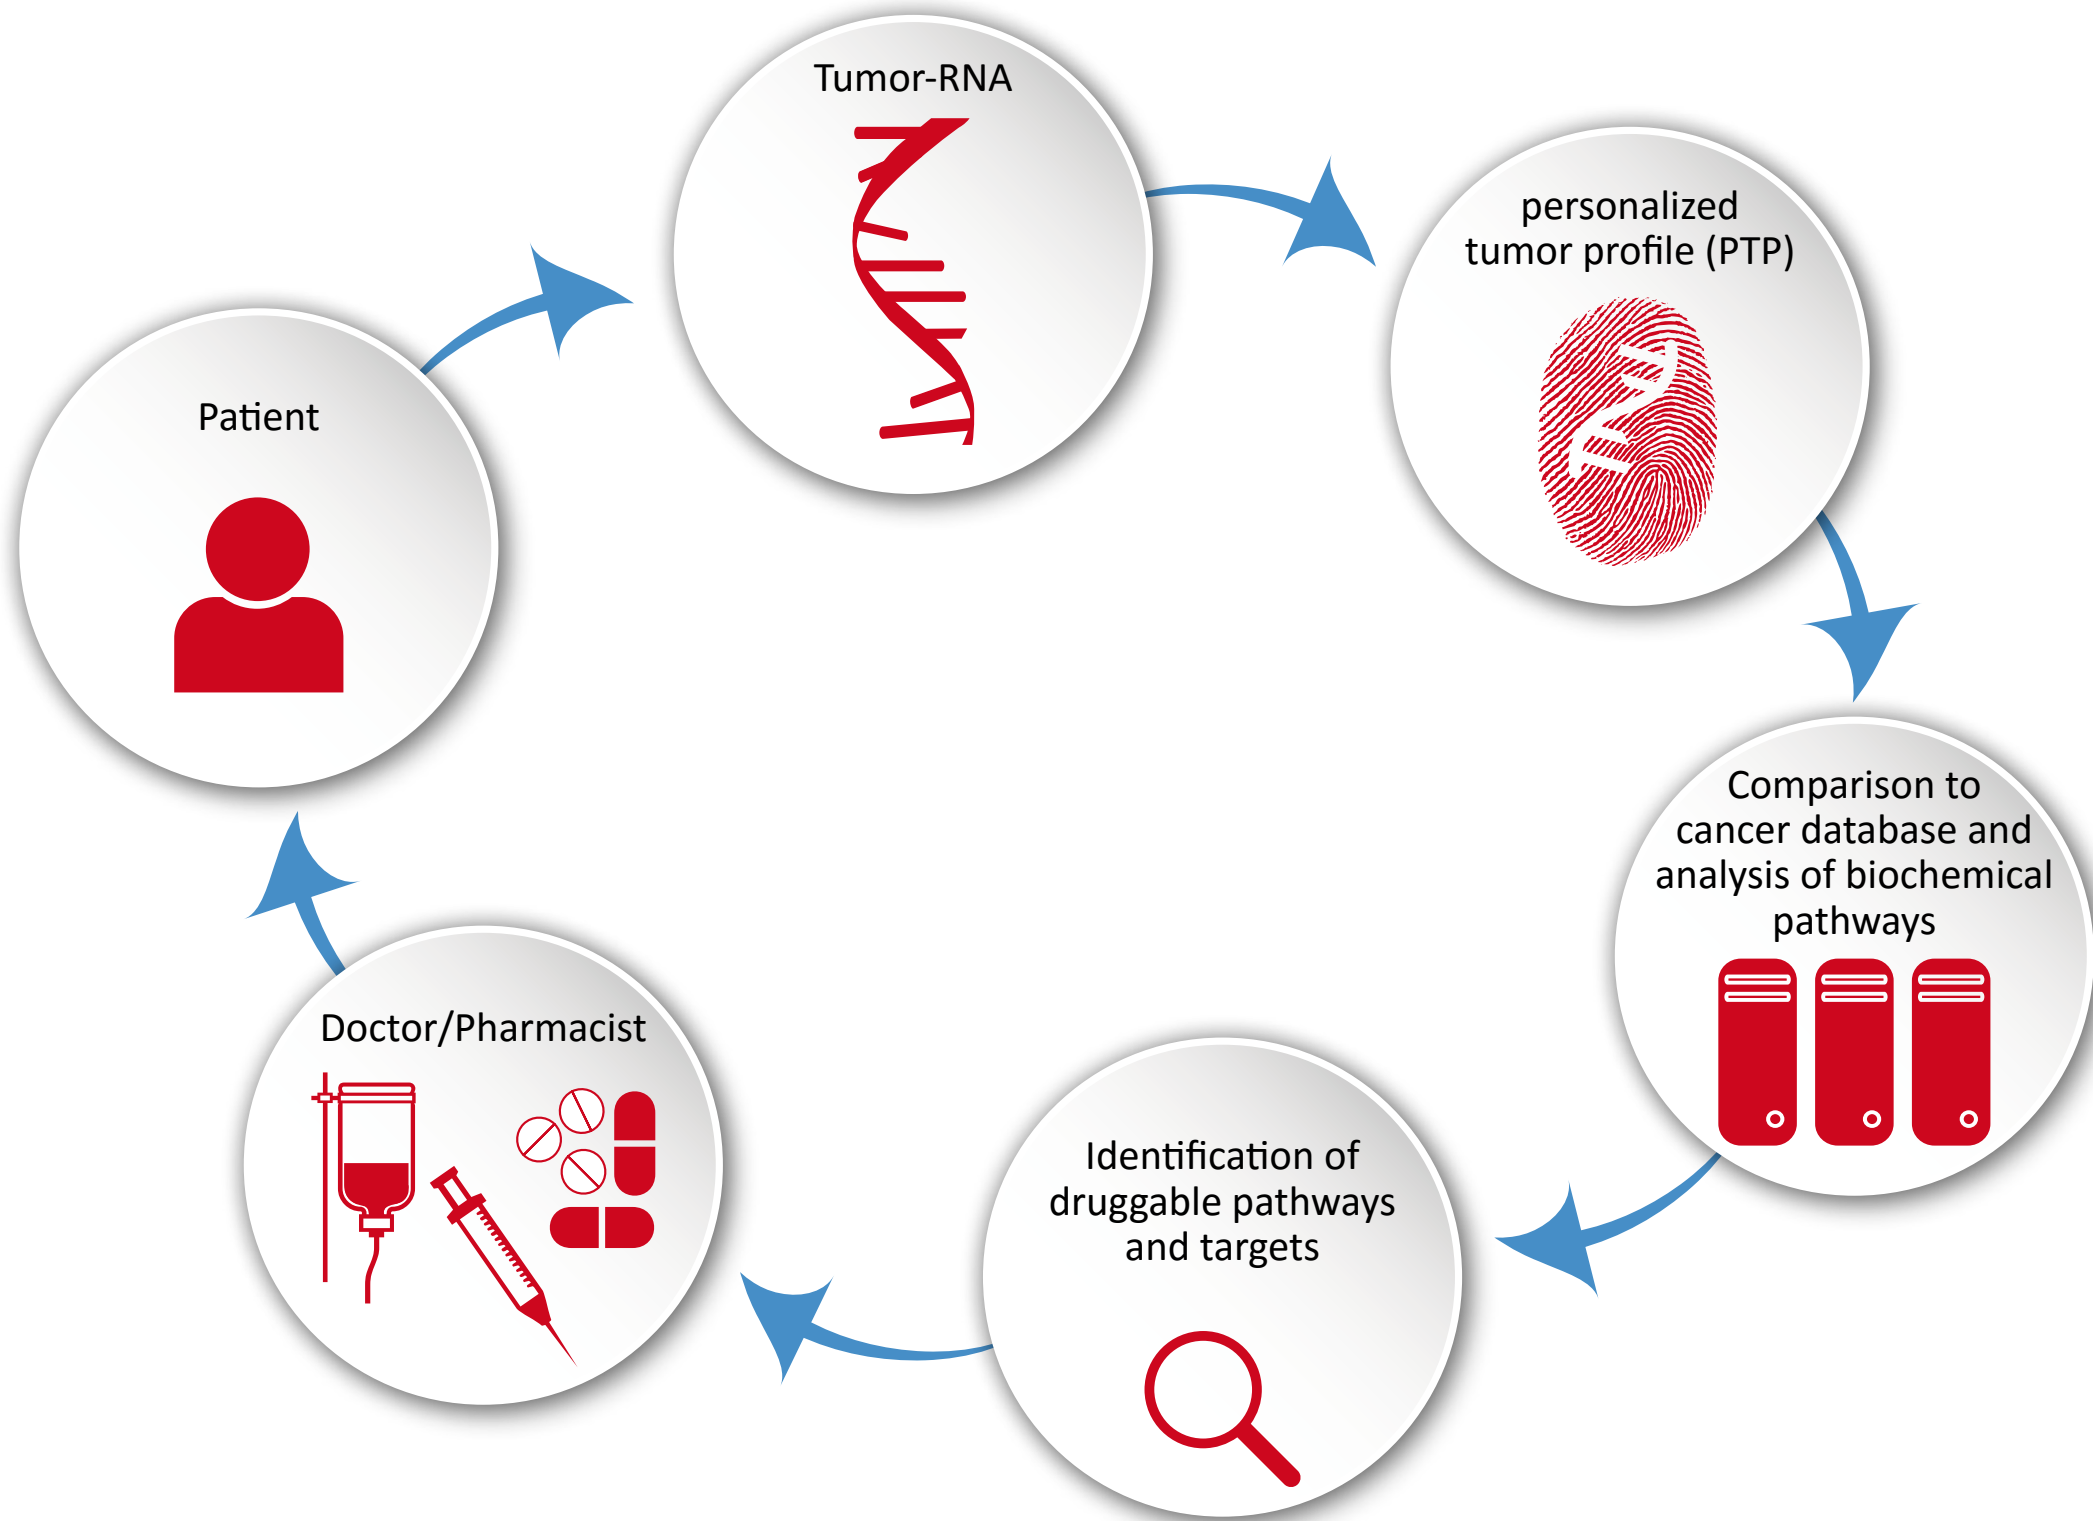 Tumor-RNA
personalized
tumor profile (PTP)
Patient
Comparison to
cancer database and
analysis of biochemical
pathways
Doctor/Pharmacist
Identification of
druggable pathways
and targets